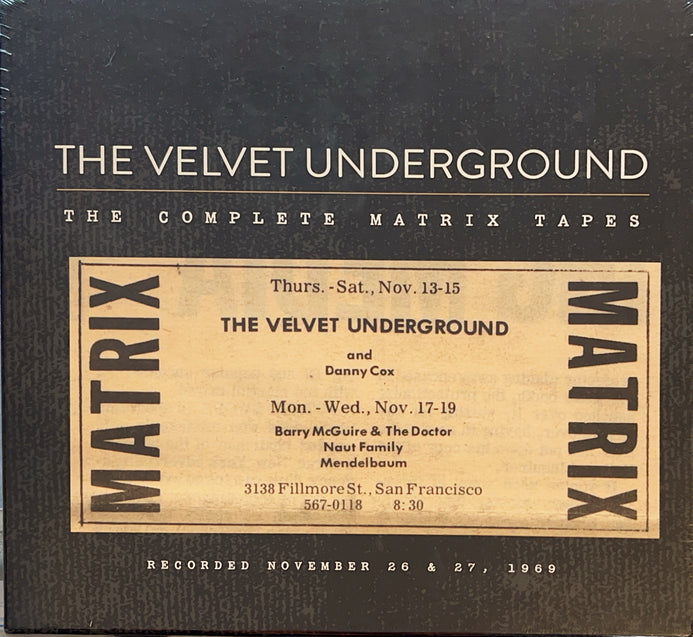 THE VELVET UNDERGROUND
THE COMPLETE MATRIX TAPES
MATRIX
Thurs. - Sat., Nov. 13-15
THE VELVET UNDERGROUND
and
Danny Cox
Mon. - Wed., Nov. 17-19
Barry McGuire & The Doctor
Naut Family
Mendelbaum
3138 Fillmore St., San Francisco
567-0118 8:30
MATRIX
RECORDED NOVEMBER 26 & 27, 1969